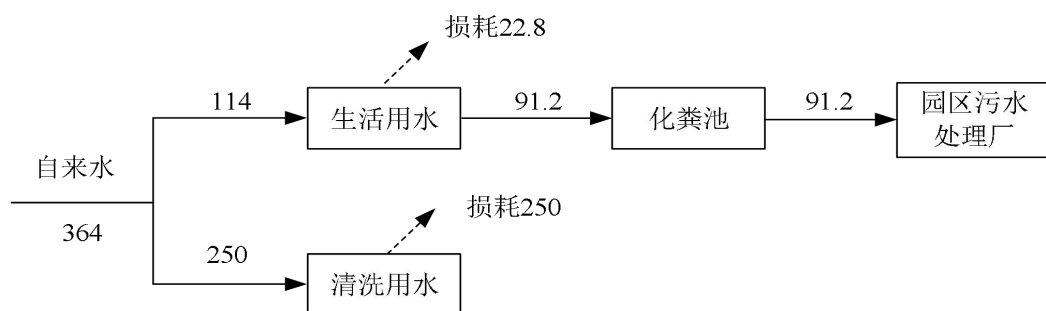 损耗22.8
114
生活用水
91.2
化粪池
91.2
园区污水
处理厂
自来水
364
损耗250
250
清洗用水